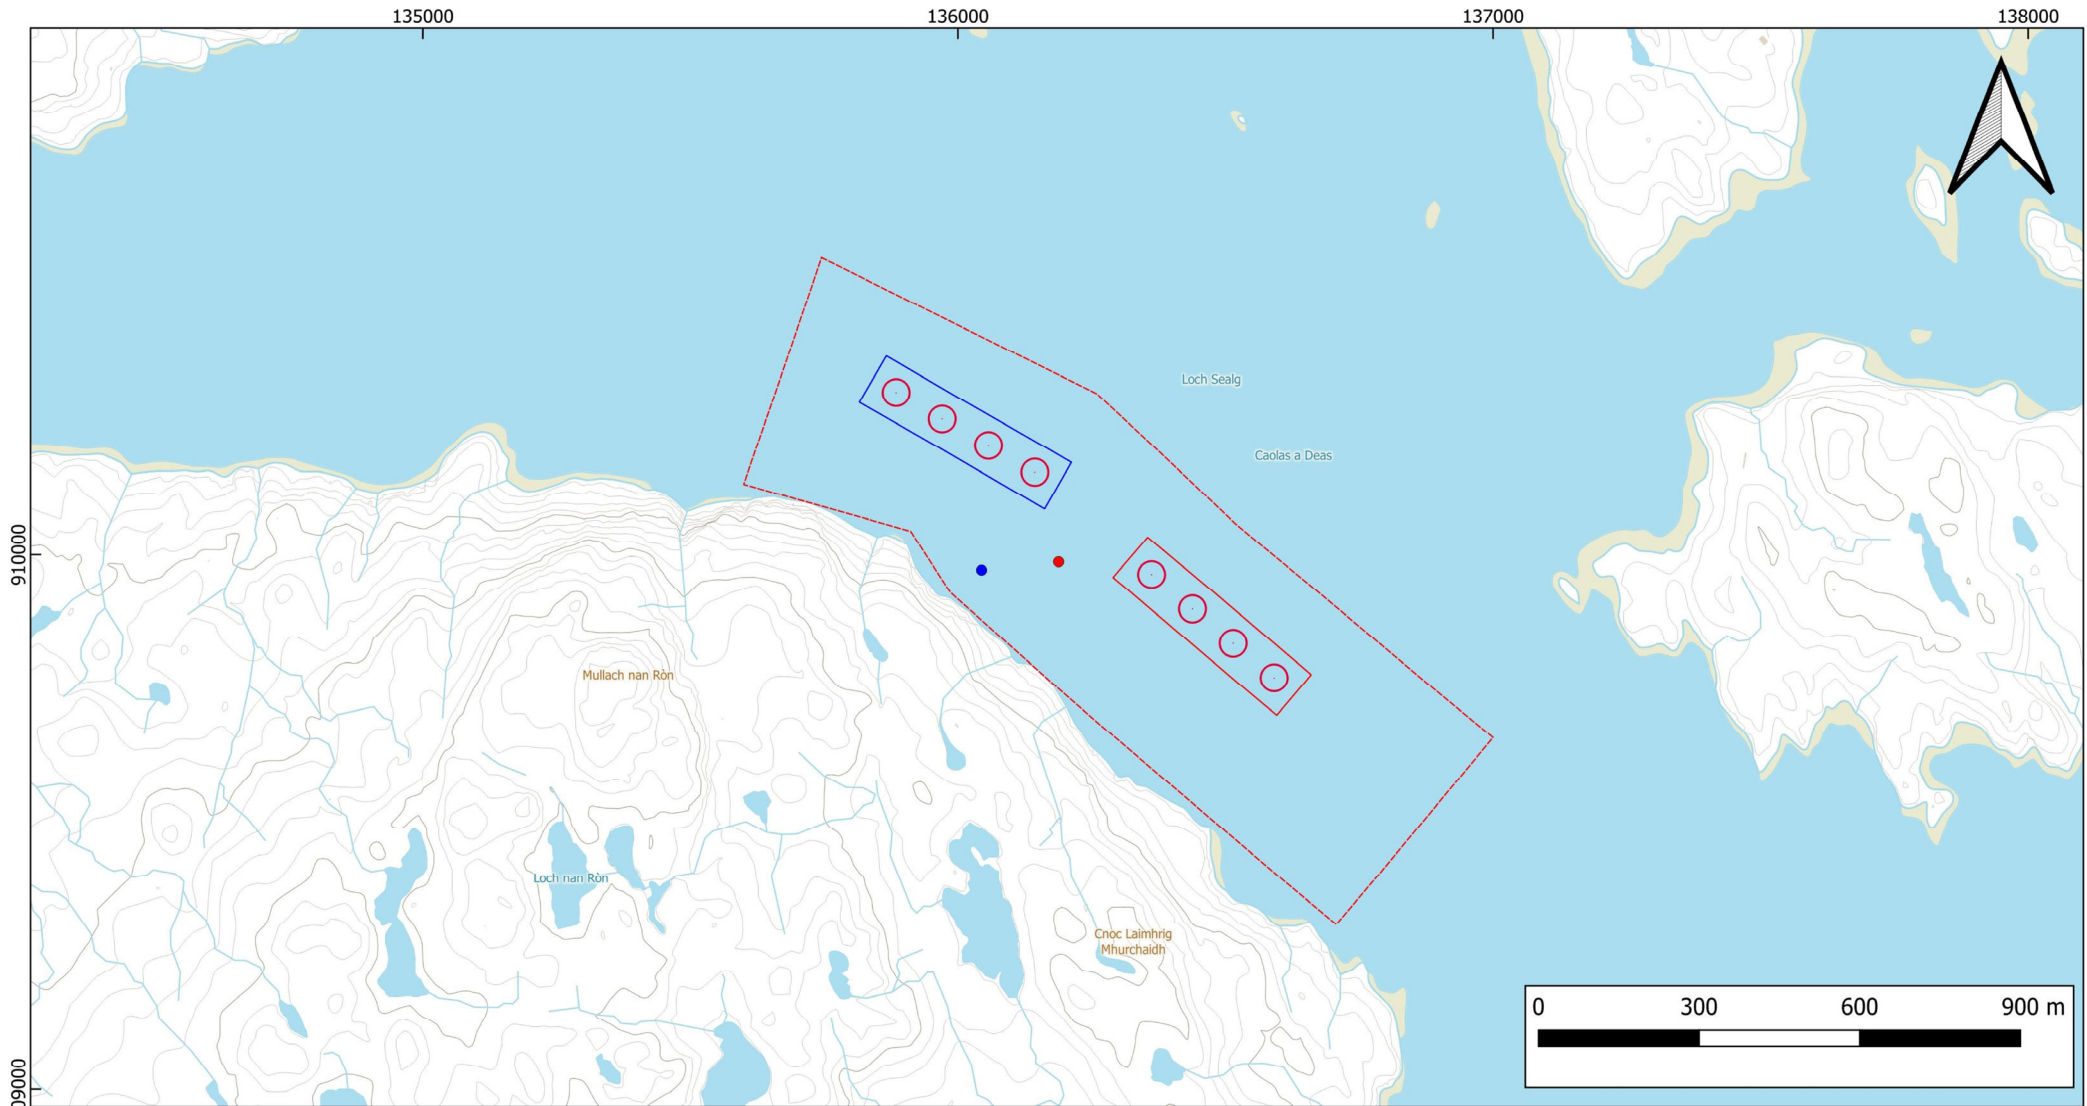 135000 136000 137000 138000
Loch Sealg
Caolas a Deas
910000
Mullach nan Ròn
Loch nan Ròn
Cnoc Laimhrig
Mhurchaidh
0 300 600 900 m